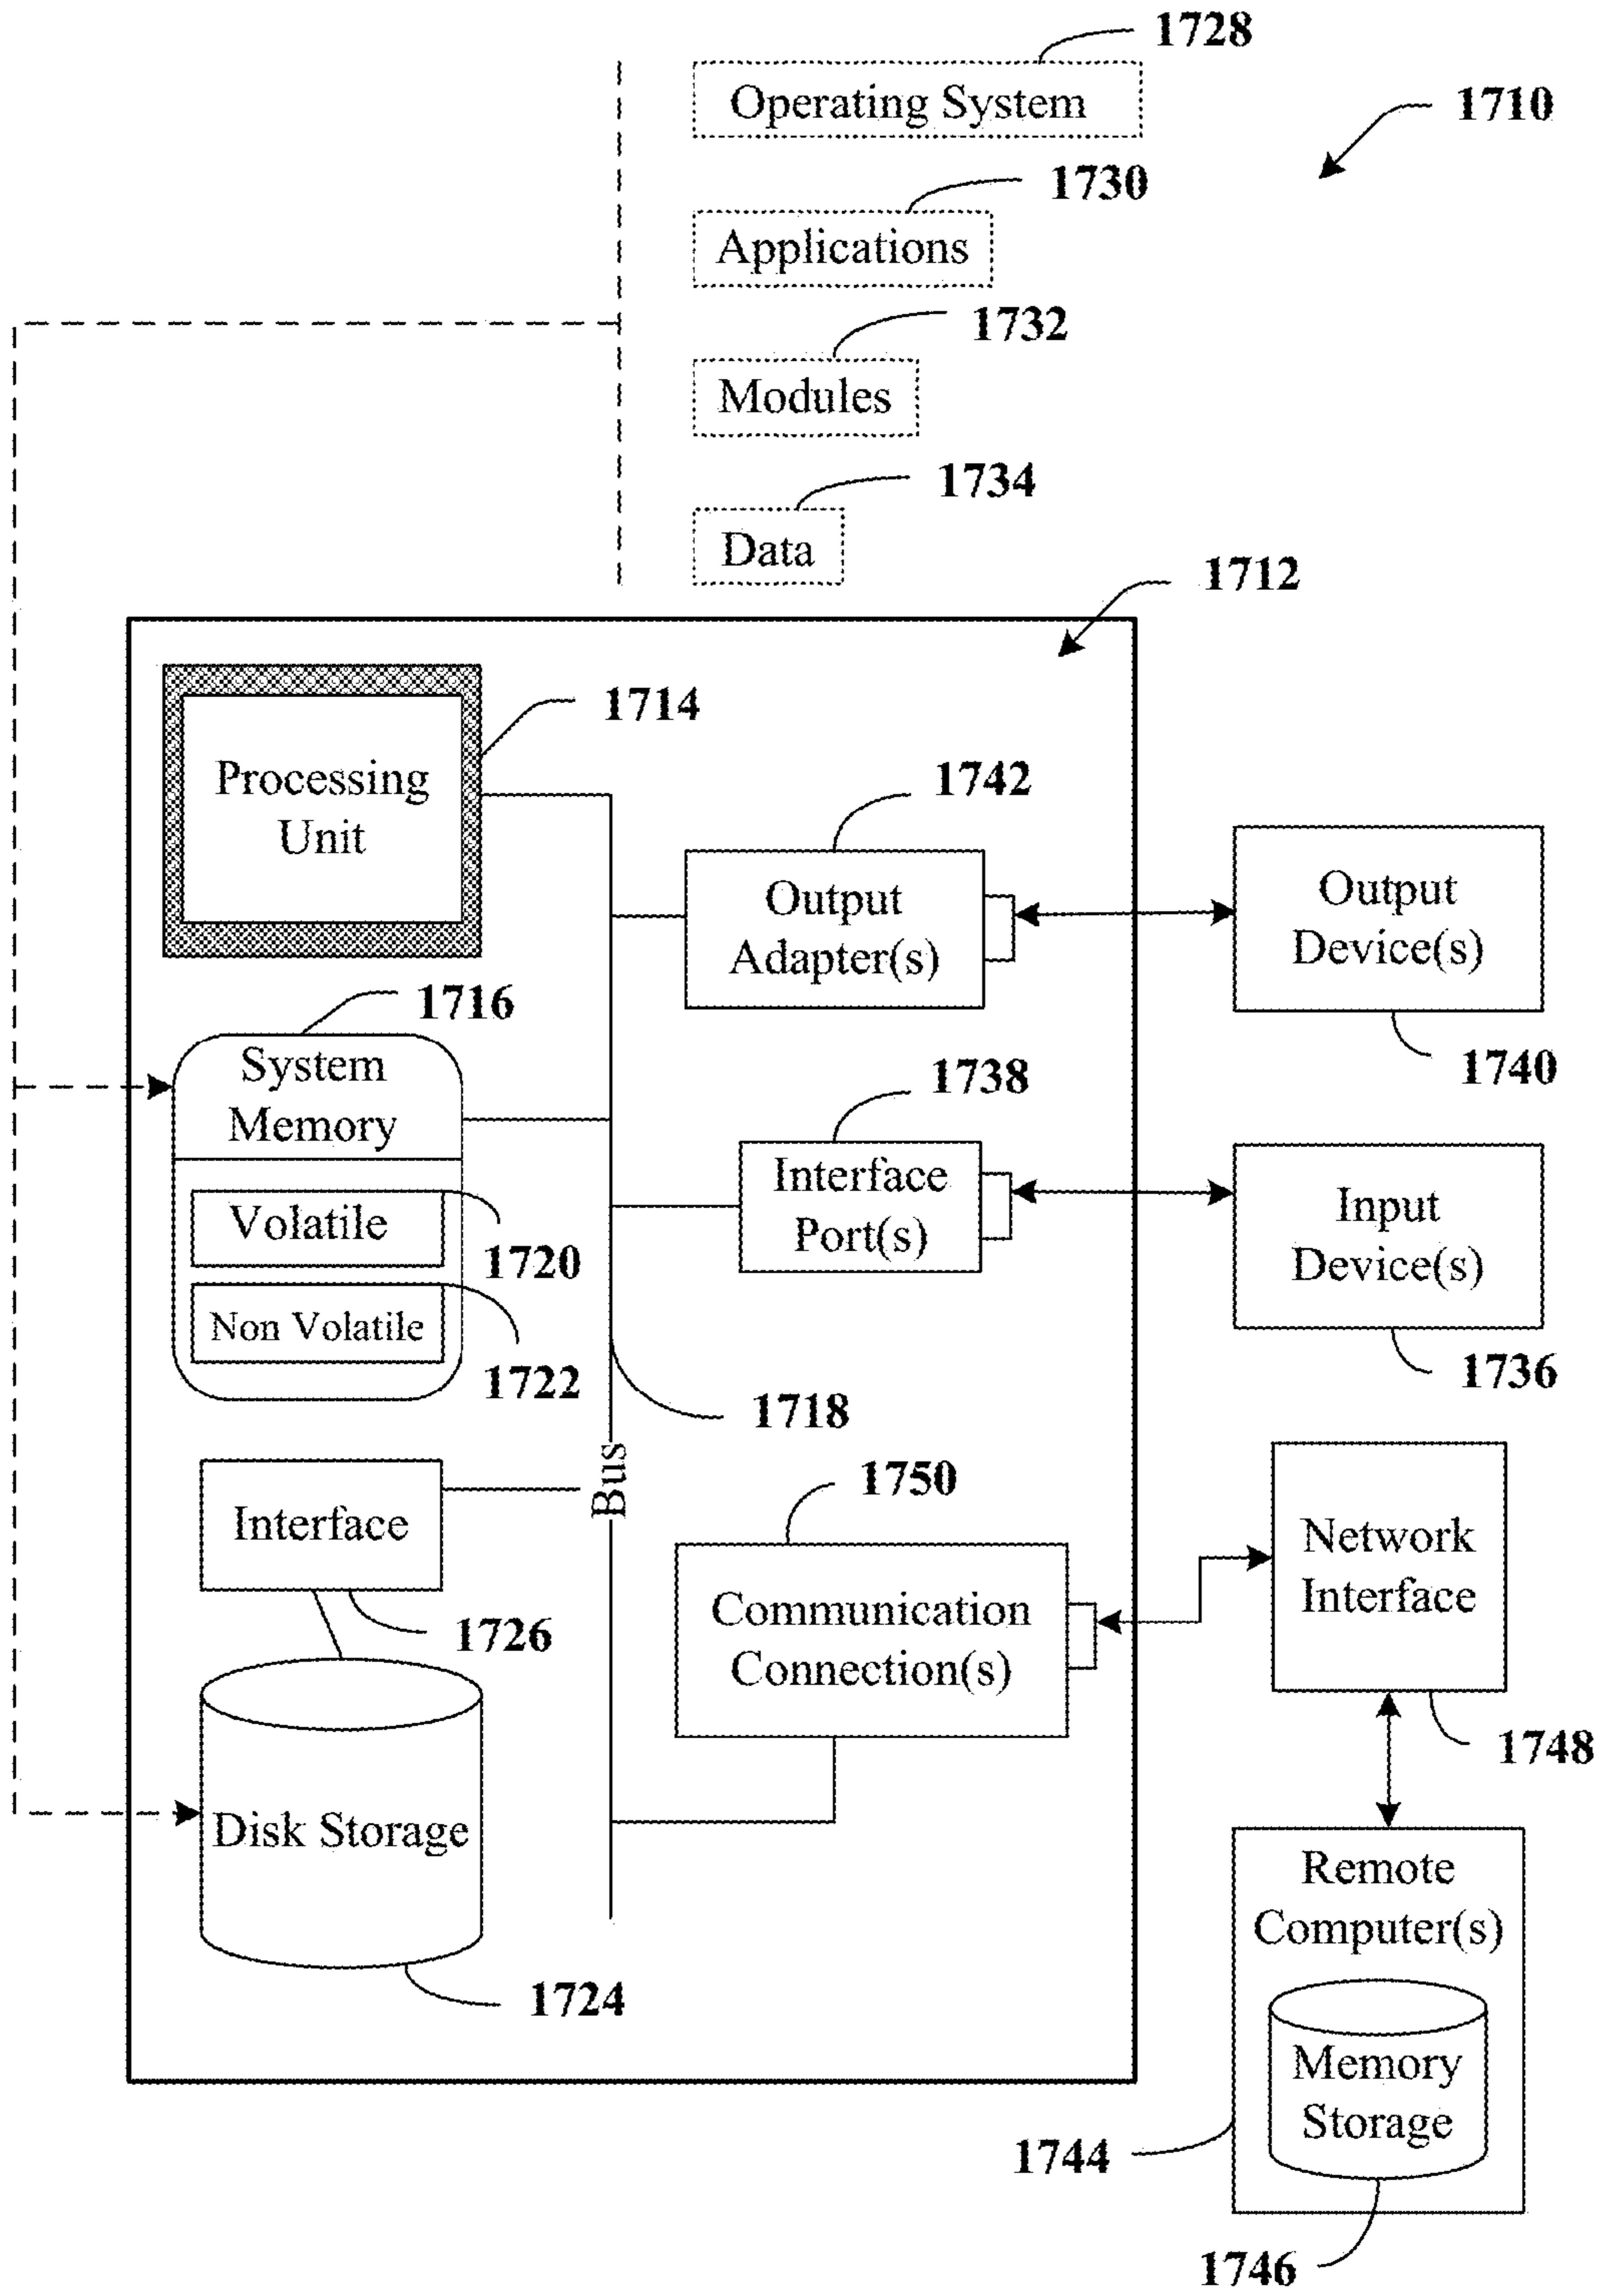 1728
Operating System
1710
1730
Applications
1732
Modules
1734
Data
1712
1714
Processing
Unit
1742
Output
Adapter(s)
Output
Device(s)
1740
1716
System
Memory
1738
Interface
Port(s)
Input
Device(s)
1736
Volatile
1720
Non Volatile
1722
1718
Bus
1750
Interface
1726
Communication
Connection(s)
Network
Interface
1748
Disk Storage
1724
Remote
Computer(s)
Memory
Storage
1744
1746